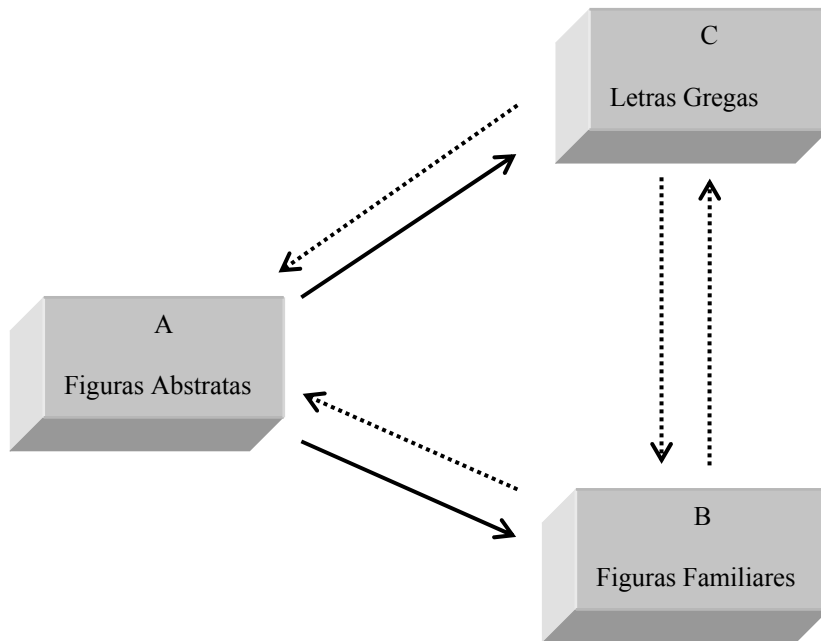 C
Letras Gregas
A
Figuras Abstratas
B
Figuras Familiares